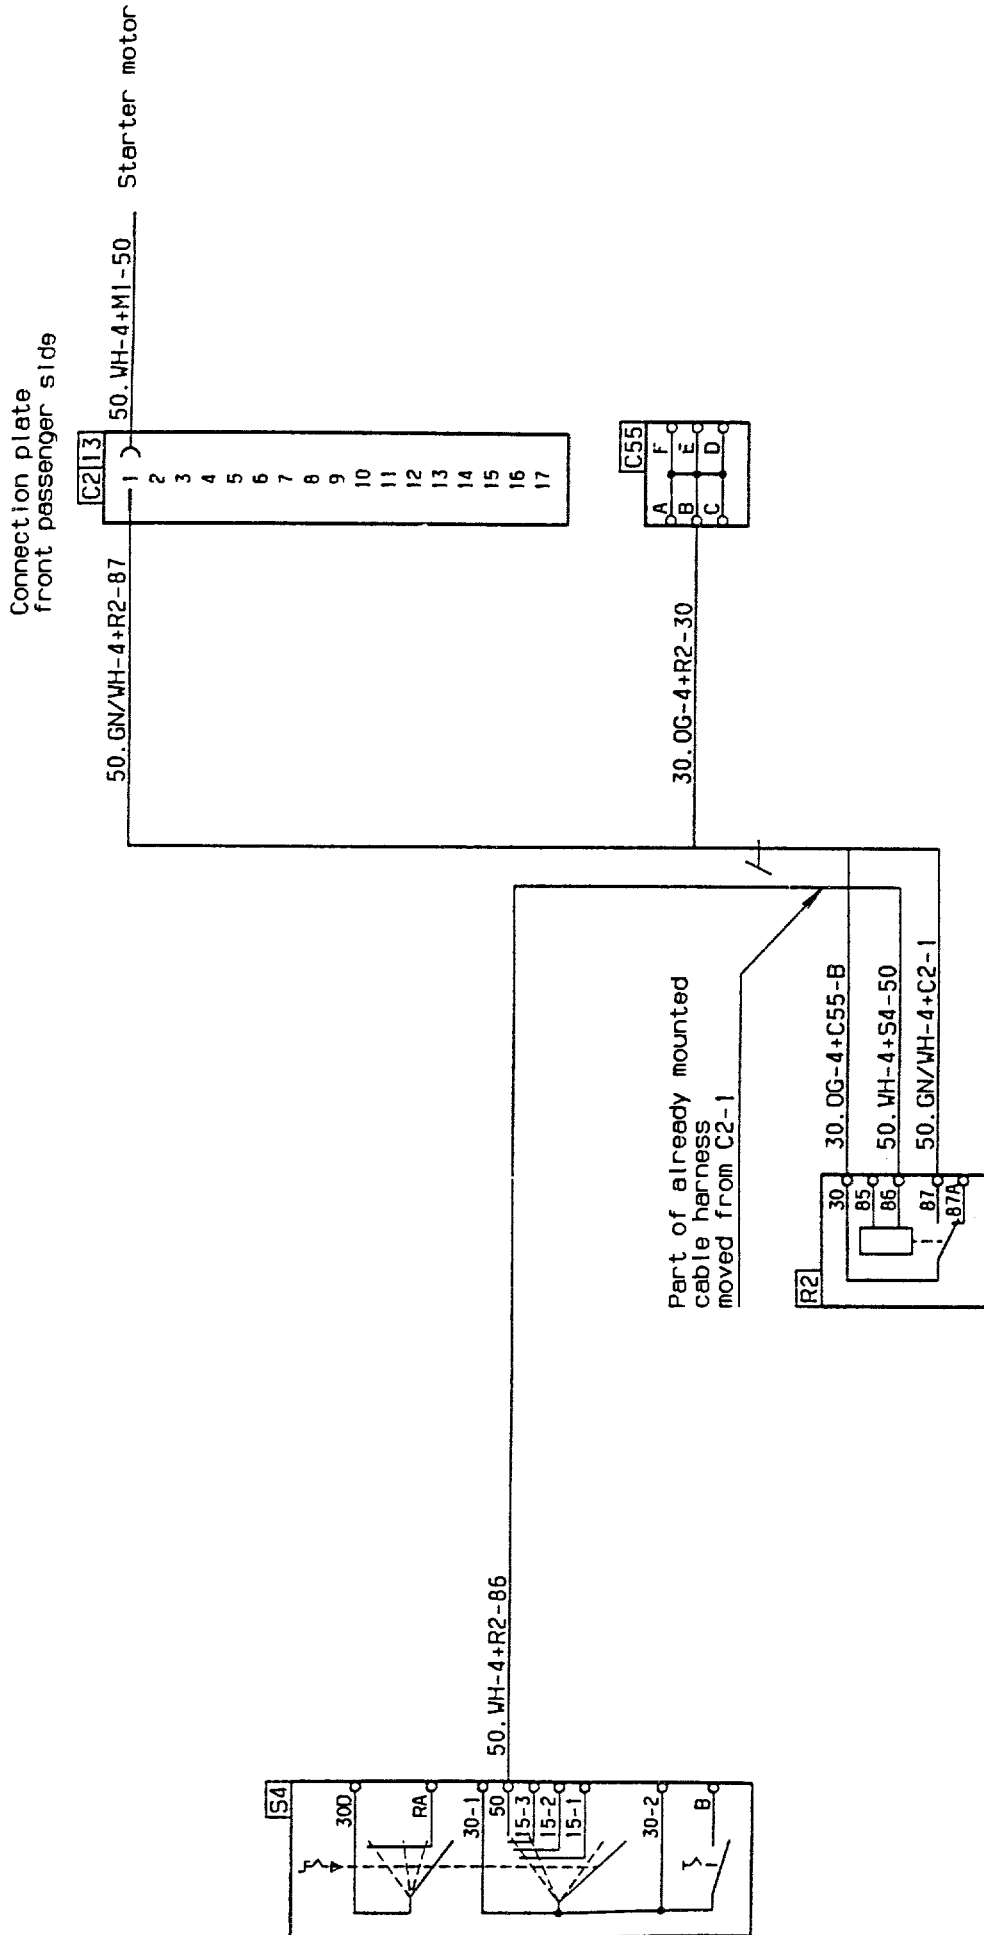 Connection plate
front passenger side
C2
13
50.GN/WH-4+R2-87
50.WH-4+M1-50
Starter motor
1
2
3
4
5
6
7
8
9
10
11
12
13
14
15
16
17
C55
A
B
C
F
E
D
30.OG-4+R2-30
Part of already mounted
cable harness
moved from C2-1
30.OG-4+C55-B
50.WH-4+S4-50
50.GN/WH-4+C2-1
R2
30
85
86
87
87A
50.WH-4+R2-86
S4
30D
RA
30-1
50
15-3
15-2
15-1
30-2
B